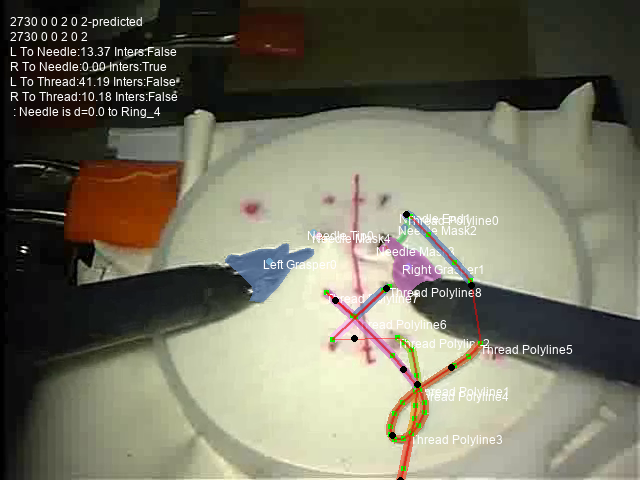 2730 0 0 2 0 2-predicted
2730 0 0 2 0 2
L To Needle:13.37 Inters:False
R To Needle:0.00 Inters:True
L To Thread:41.19 Inters:False
R To Thread:10.18 Inters:False
: Needle is d=0.0 to Ring_4
Needle End1
Thread Polyline0
Needle Mask2
Needle Tip0
Needle Mask4
Needle Mask3
Left Grasper0
Right Grasper1
Thread Polyline8
Thread Polyline7
Thread Polyline6
Thread Polyline2
Thread Polyline5
Thread Polyline1
Thread Polyline4
Thread Polyline3